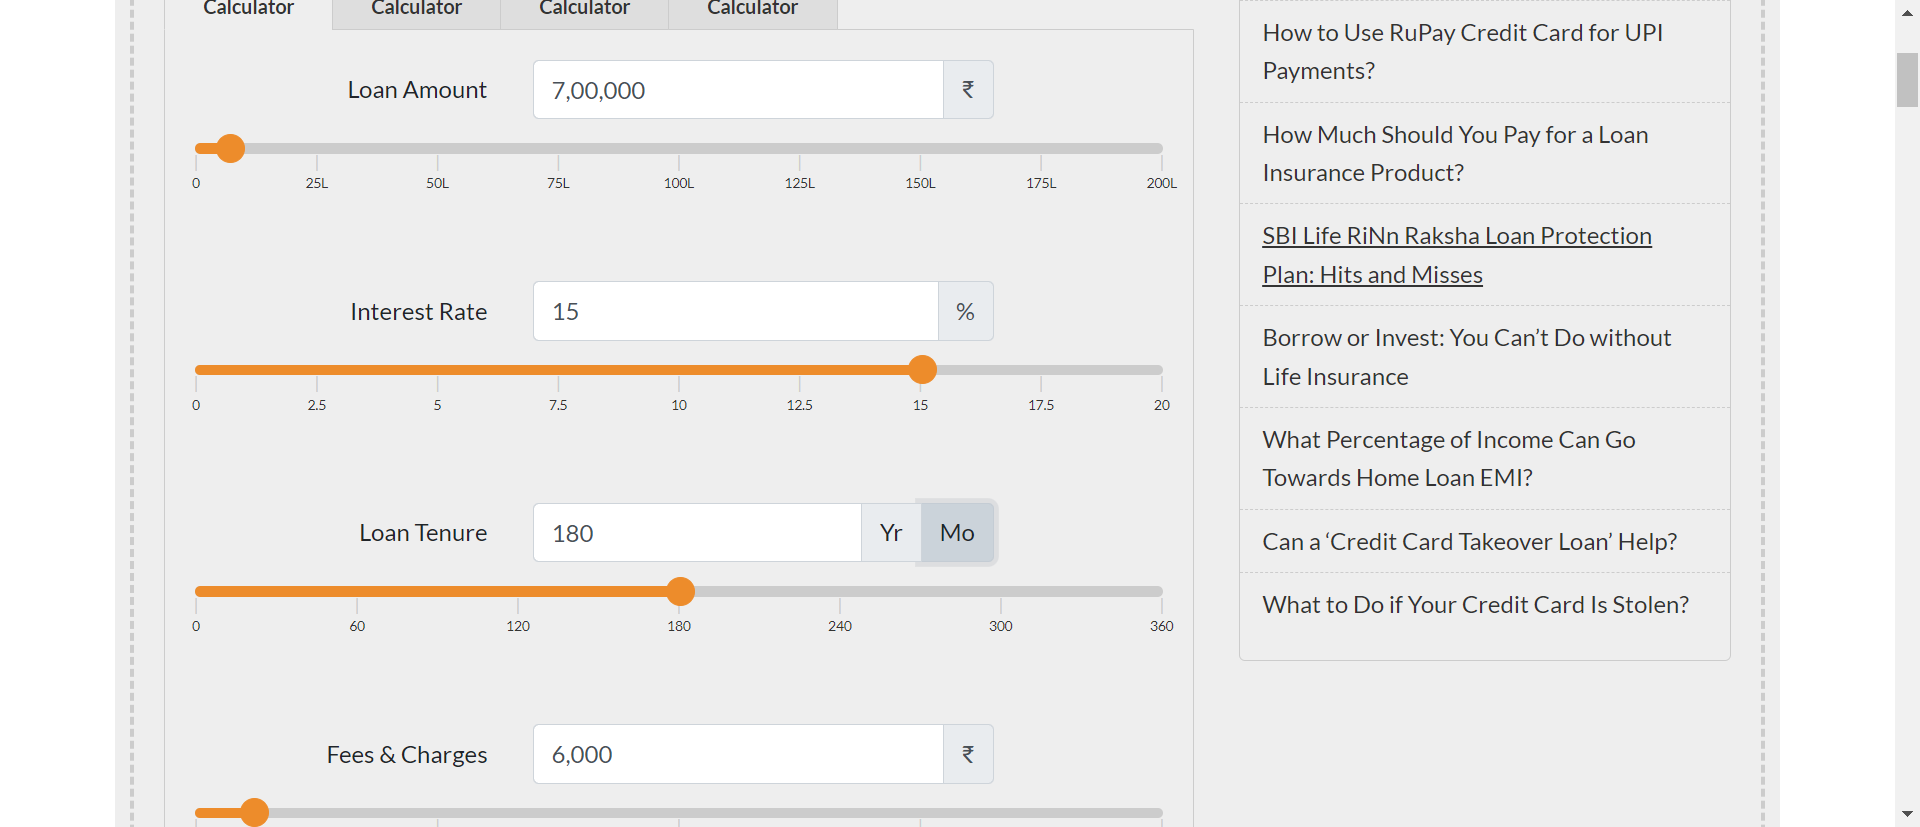 Calculator Calculator Calculator Calculator
Loan Amount 7,00,000 ₹
0 25L 50L 75L 100L 125L 150L 175L 200L
Interest Rate 15 %
0 2.5 5 7.5 10 12.5 15 17.5 20
Loan Tenure 180 Yr Mo
0 60 120 180 240 300 360
Fees & Charges 6,000 ₹
How to Use RuPay Credit Card for UPI
Payments?
How Much Should You Pay for a Loan
Insurance Product?
SBI Life RiNn Raksha Loan Protection
Plan: Hits and Misses
Borrow or Invest: You Can’t Do without
Life Insurance
What Percentage of Income Can Go
Towards Home Loan EMI?
Can a ‘Credit Card Takeover Loan’ Help?
What to Do if Your Credit Card Is Stolen?